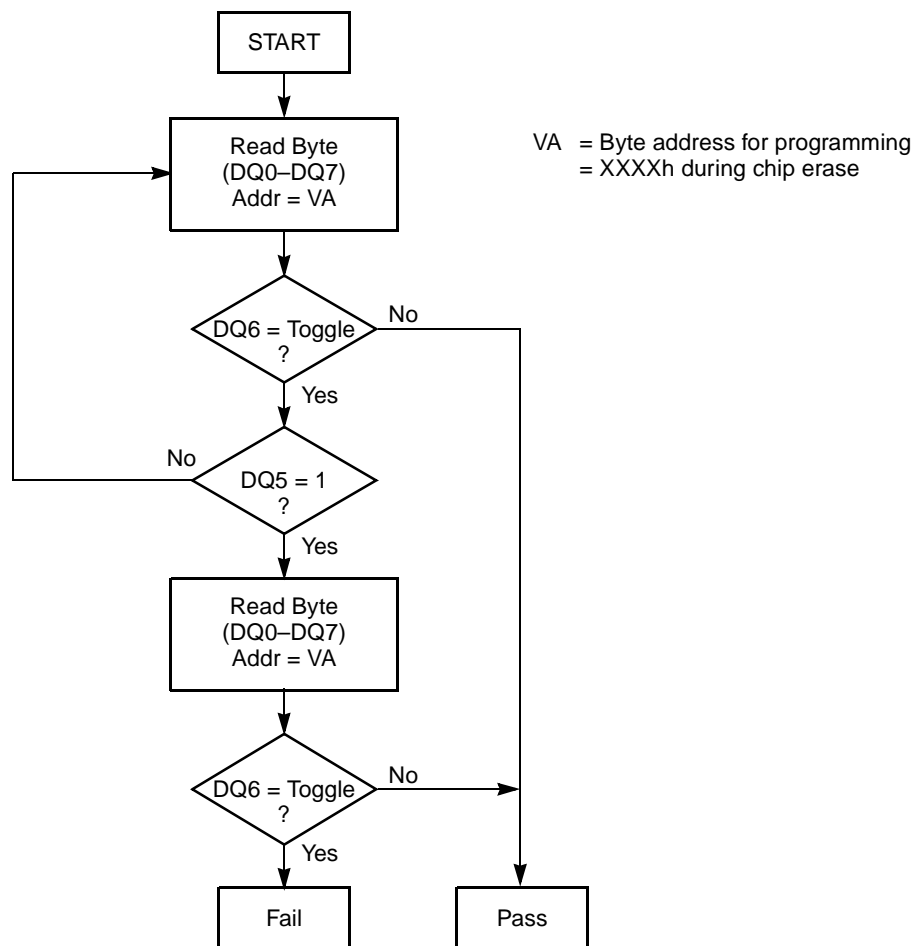 START
Read Byte
(DQ0–DQ7)
Addr = VA
VA = Byte address for programming
= XXXXh during chip erase
No
DQ6 = Toggle
?
Yes
No
DQ5 = 1
?
Yes
Read Byte
(DQ0–DQ7)
Addr = VA
No
DQ6 = Toggle
?
Yes
Fail
Pass